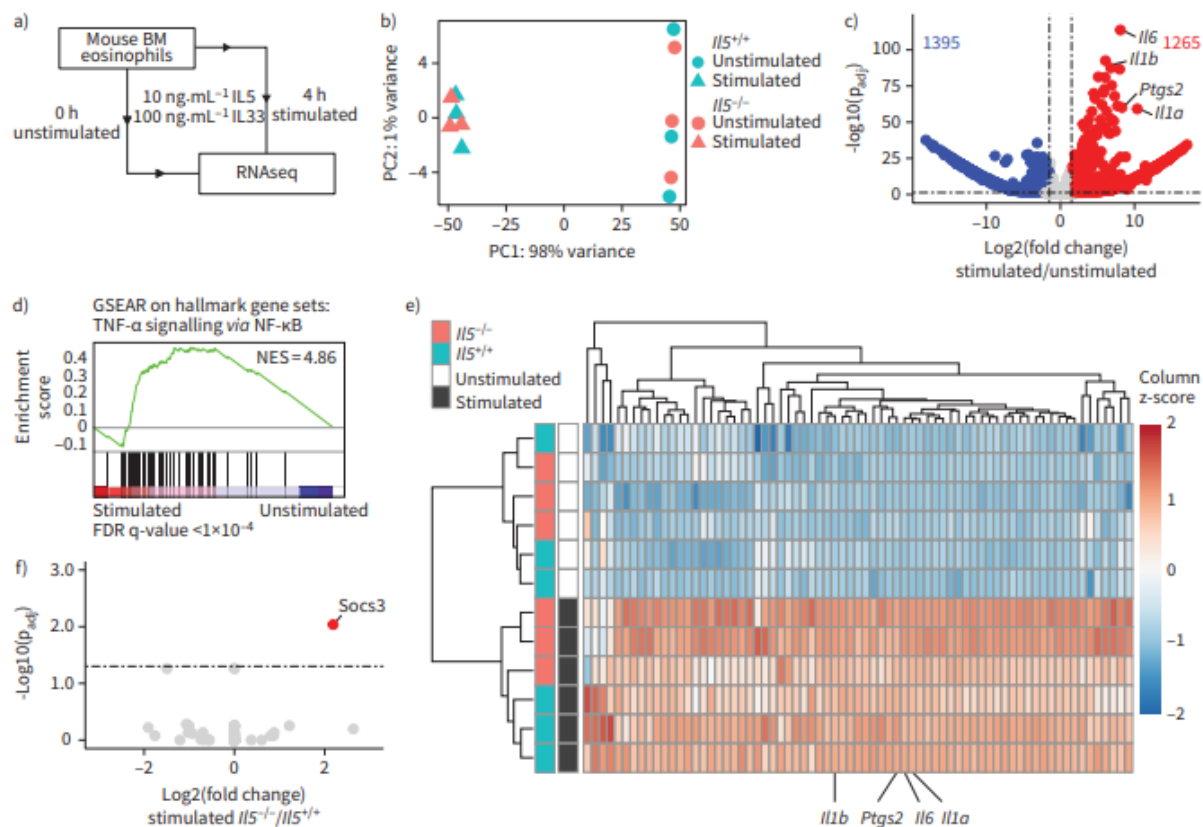 a)
Mouse BM
eosinophils
0 h
unstimulated
10 ng.mL⁻¹ IL5
100 ng.mL⁻¹ IL33
4 h
stimulated
RNAseq
b)
PC2: 1% variance
4
0
−4
−50
−25
0
25
50
PC1: 98% variance
Il5+/+
Unstimulated
Stimulated
Il5−/−
Unstimulated
Stimulated
c)
-log10(padj)
100
75
50
25
0
1395
1265
Il6
Il1b
Ptgs2
Il1a
−10
0
10
Log2(fold change)
stimulated/unstimulated
d)
GSEAR on hallmark gene sets:
TNF-α signalling via NF-κB
NES = 4.86
Enrichment
score
0.4
0.3
0.2
0.1
0
−0.1
Stimulated
Unstimulated
FDR q-value <1×10⁻⁴
e)
Il5−/−
Il5+/+
Unstimulated
Stimulated
Column
z-score
2
1
0
−1
−2
Il1b
Ptgs2
Il6
Il1a
f)
-Log10(padj)
3.0
2.0
1.0
0
Socs3
−2
0
2
Log2(fold change)
stimulated Il5−/−/Il5+/+